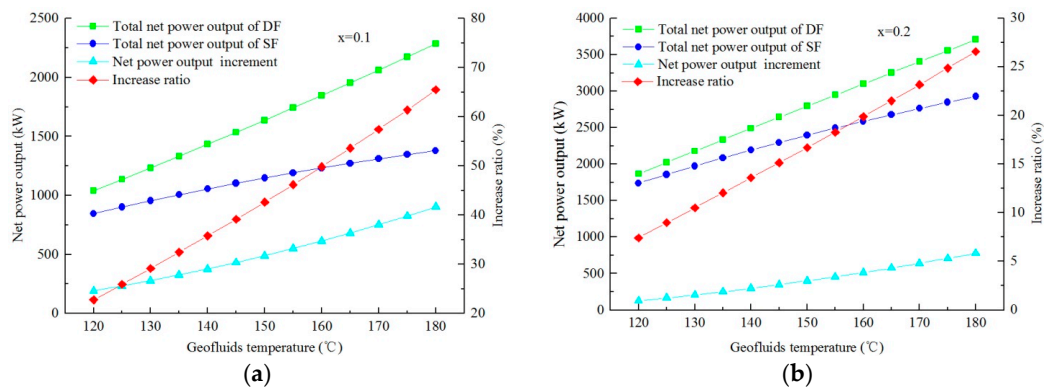 Total net power output of DF
Total net power output of SF
Net power output increment
Increase ratio
x=0.1
2500
2000
1500
1000
500
0
Net power output (kW)
80
70
60
50
40
30
20
Increase ratio (%)
120 130 140 150 160 170 180
Geofluids temperature (℃)
(a)
Total net power output of DF
Total net power output of SF
Net power output increment
Increase ratio
x=0.2
4000
3500
3000
2500
2000
1500
1000
500
0
Net power output (kW)
30
25
20
15
10
5
0
Increase ratio (%)
120 130 140 150 160 170 180
Geofluids temperature (℃)
(b)